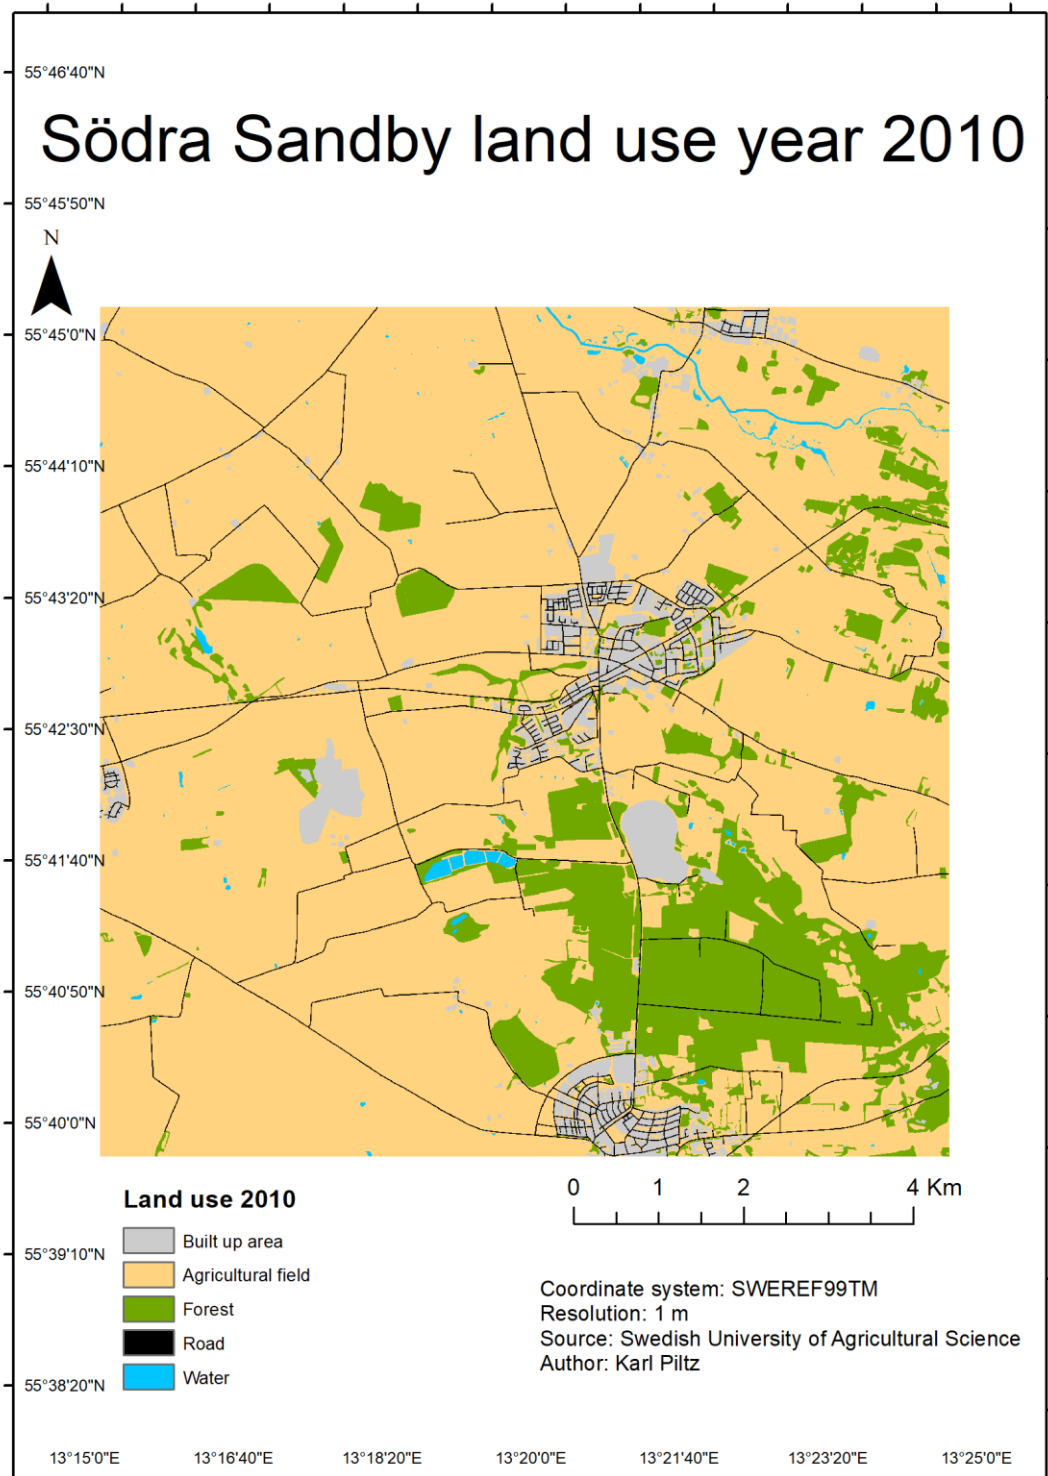 55°46'40"N
Södra Sandby land use year 2010
55°45'50"N
N
55°45'0"N
55°44'10"N
55°43'20"N
55°42'30"N
55°41'40"N
55°40'50"N
55°40'0"N
0 1 2 4 Km
Land use 2010
Built up area
55°39'10"N
Agricultural field
Forest
Road
Water
Coordinate system: SWEREF99TM
Resolution: 1 m
Source: Swedish University of Agricultural Science
Author: Karl Piltz
55°38'20"N
13°15'0"E 13°16'40"E 13°18'20"E 13°20'0"E 13°21'40"E 13°23'20"E 13°25'0"E